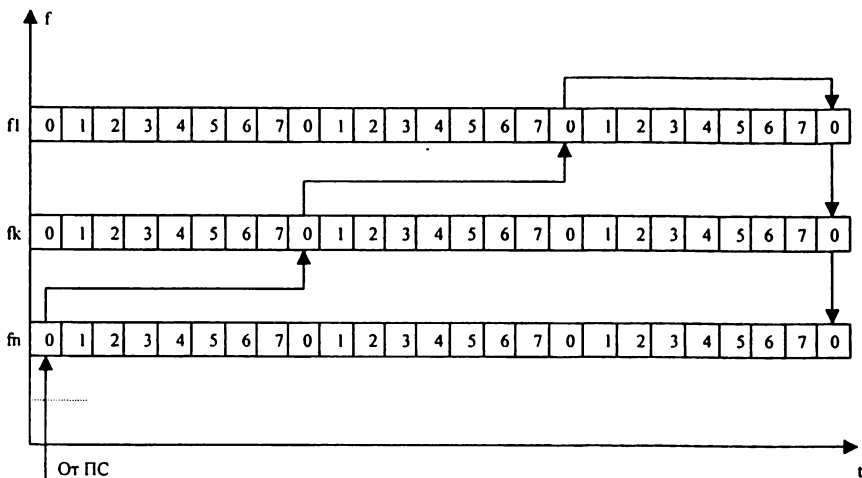 f
f1 0 1 2 3 4 5 6 7 0 1 2 3 4 5 6 7 0 1 2 3 4 5 6 7 0
fk 0 1 2 3 4 5 6 7 0 1 2 3 4 5 6 7 0 1 2 3 4 5 6 7 0
fn 0 1 2 3 4 5 6 7 0 1 2 3 4 5 6 7 0 1 2 3 4 5 6 7 0
От ПС t